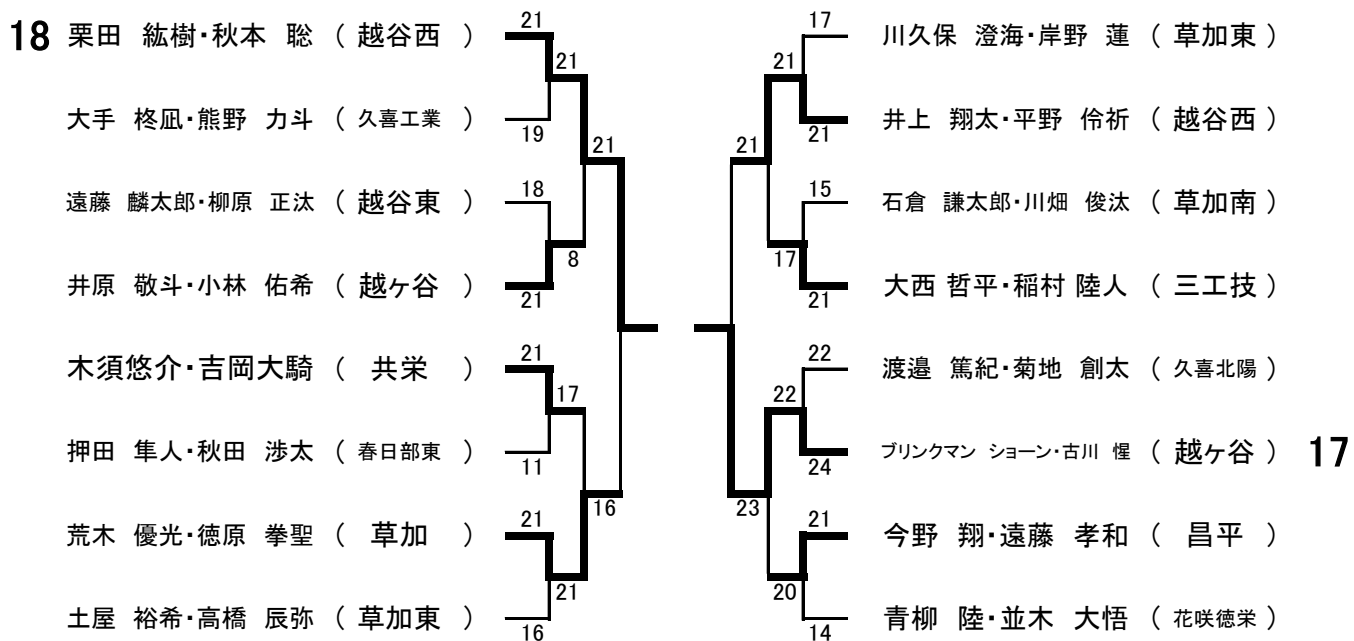 18 栗田 紘樹・秋本 聡 （ 越谷西 ） 21
21
大手 柊凪・熊野 力斗 （ 久喜工業 ） 19
21
遠藤 麟太郎・柳原 正汰 （ 越谷東 ） 18
8
井原 敬斗・小林 佑希 （ 越ヶ谷 ） 21
木須悠介・吉岡大騎 （ 共栄 ） 21
17
押田 隼人・秋田 渉太 （ 春日部東 ） 11
16
荒木 優光・徳原 拳聖 （ 草加 ） 21
21
土屋 裕希・高橋 辰弥 （ 草加東 ） 16
17 川久保 澄海・岸野 蓮 （ 草加東 ）
21
21 井上 翔太・平野 伶祈 （ 越谷西 ）
21
15 石倉 謙太郎・川畑 俊汰 （ 草加南 ）
17
21 大西 哲平・稲村 陸人 （ 三工技 ）
22 渡邉 篤紀・菊地 創太 （ 久喜北陽 ）
22
24 ブリンクマン ショーン・古川 惺 （ 越ヶ谷 ） 17
23
21 今野 翔・遠藤 孝和 （ 昌平 ）
20
14 青柳 陸・並木 大悟 （ 花咲徳栄 ）